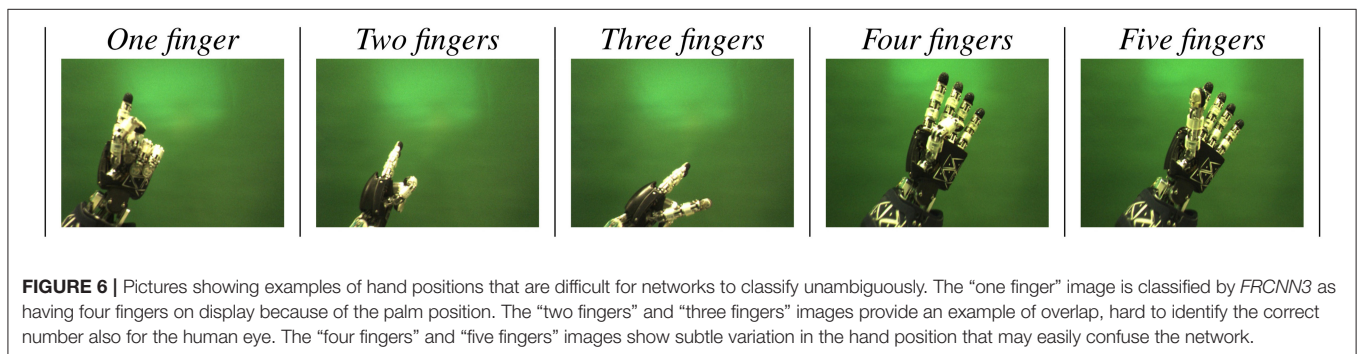 One finger
Two fingers
Three fingers
Four fingers
Five fingers
FIGURE 6 | Pictures showing examples of hand positions that are difficult for networks to classify unambiguously. The “one finger” image is classified by FRCNN3 as
having four fingers on display because of the palm position. The “two fingers” and “three fingers” images provide an example of overlap, hard to identify the correct
number also for the human eye. The “four fingers” and “five fingers” images show subtle variation in the hand position that may easily confuse the network.